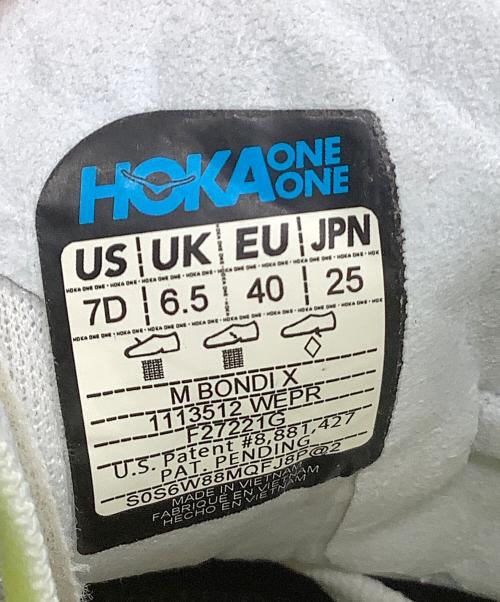 HOKA ONE ONE
US UK EU JPN
7D 6.5 40 25
M BONDI X
1113512 WEPR
F27221G
U.S. Patent #8,881,427
PAT. PENDING
S0S6W88MQFJ8P@2
MADE IN VIETNAM
FABRIQUÉ EN VIETNAM
HECHO EN VIETNAM